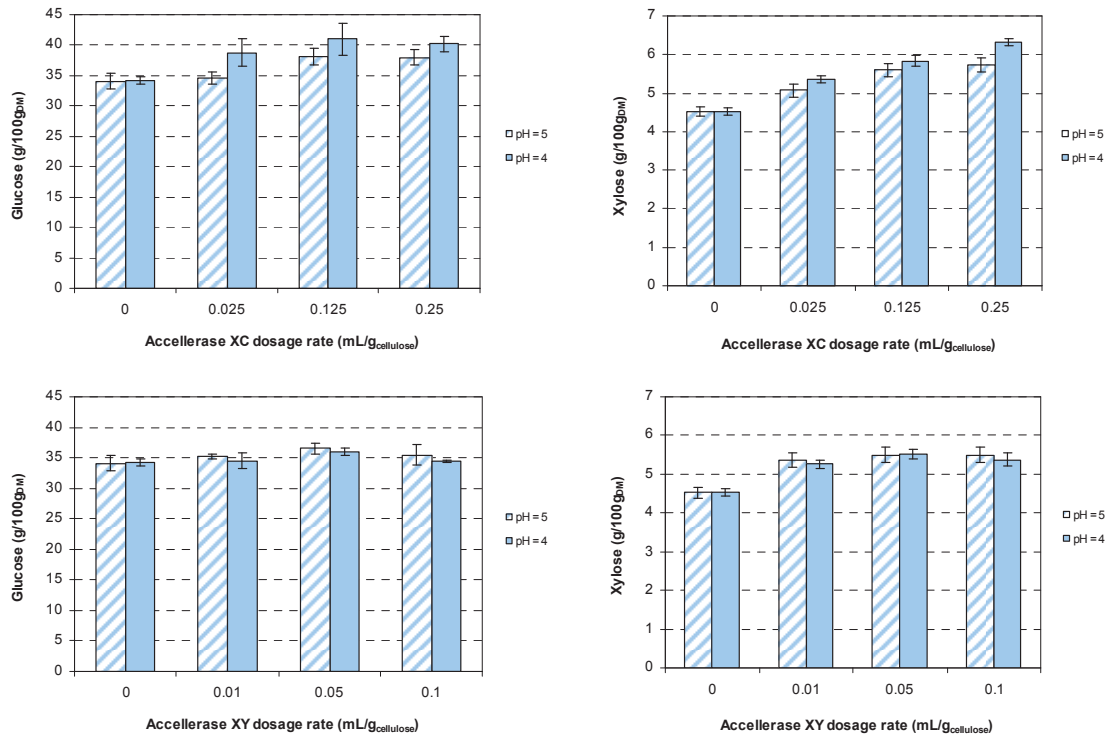 45
40
35
30
25
20
15
10
5
0
Glucose (g/100gDM)
0 0.025 0.125 0.25
Accellerase XC dosage rate (mL/gcellulose)
pH = 5
pH = 4
7
6
5
4
3
2
1
0
Xylose (g/100gDM)
0 0.025 0.125 0.25
Accellerase XC dosage rate (mL/gcellulose)
pH = 5
pH = 4
45
40
35
30
25
20
15
10
5
0
Glucose (g/100gDM)
0 0.01 0.05 0.1
Accellerase XY dosage rate (mL/gcellulose)
pH = 5
pH = 4
7
6
5
4
3
2
1
0
Xylose (g/100gDM)
0 0.01 0.05 0.1
Accellerase XY dosage rate (mL/gcellulose)
pH = 5
pH = 4